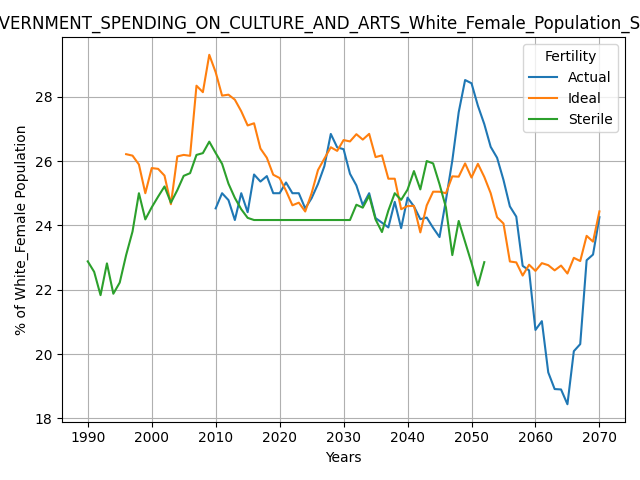 VERNMENT_SPENDING_ON_CULTURE_AND_ARTS_White_Female_Population_S
Fertility
Actual
Ideal
Sterile
% of White_Female Population
28
26
24
22
20
18
1990 2000 2010 2020 2030 2040 2050 2060 2070
Years